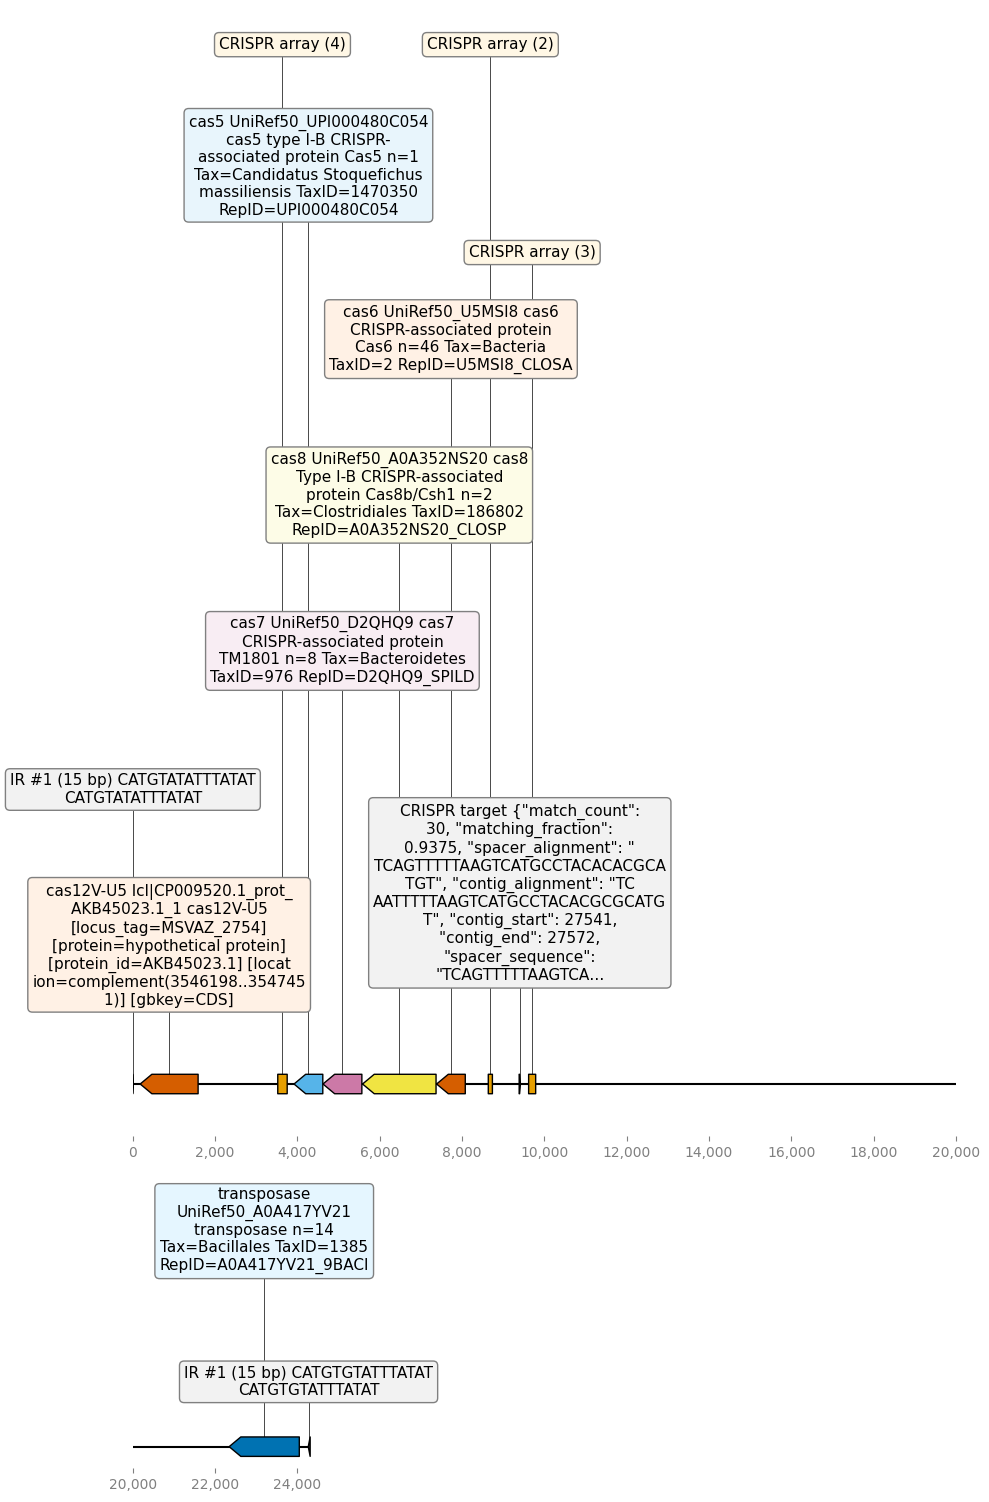 CRISPR array (4)
CRISPR array (2)
cas5 UniRef50_UPI000480C054
cas5 type I-B CRISPR-
associated protein Cas5 n=1
Tax=Candidatus Stoquefichus
massiliensis TaxID=1470350
RepID=UPI000480C054
CRISPR array (3)
cas6 UniRef50_U5MSI8 cas6
CRISPR-associated protein
Cas6 n=46 Tax=Bacteria
TaxID=2 RepID=U5MSI8_CLOSA
cas8 UniRef50_A0A352NS20 cas8
Type I-B CRISPR-associated
protein Cas8b/Csh1 n=2
Tax=Clostridiales TaxID=186802
RepID=A0A352NS20_CLOSP
cas7 UniRef50_D2QHQ9 cas7
CRISPR-associated protein
TM1801 n=8 Tax=Bacteroidetes
TaxID=976 RepID=D2QHQ9_SPILD
IR #1 (15 bp) CATGTATATTTATAT
CATGTATATTTATAT
CRISPR target {"match_count":
30, "matching_fraction":
0.9375, "spacer_alignment": "
TCAGTTTTTAAGTCATGCCTACACACGCA
TGT", "contig_alignment": "TC
AATTTTTAAGTCATGCCTACACGCGCATG
T", "contig_start": 27541,
"contig_end": 27572,
"spacer_sequence":
"TCAGTTTTTAAGTCA...
cas12V-U5 lcl|CP009520.1_prot_
AKB45023.1_1 cas12V-U5
[locus_tag=MSVAZ_2754]
[protein=hypothetical protein]
[protein_id=AKB45023.1] [locat
ion=complement(3546198..354745
1)] [gbkey=CDS]
0 2,000 4,000 6,000 8,000 10,000 12,000 14,000 16,000 18,000 20,000
transposase
UniRef50_A0A417YV21
transposase n=14
Tax=Bacillales TaxID=1385
RepID=A0A417YV21_9BACI
IR #1 (15 bp) CATGTGTATTTATAT
CATGTGTATTTATAT
20,000 22,000 24,000